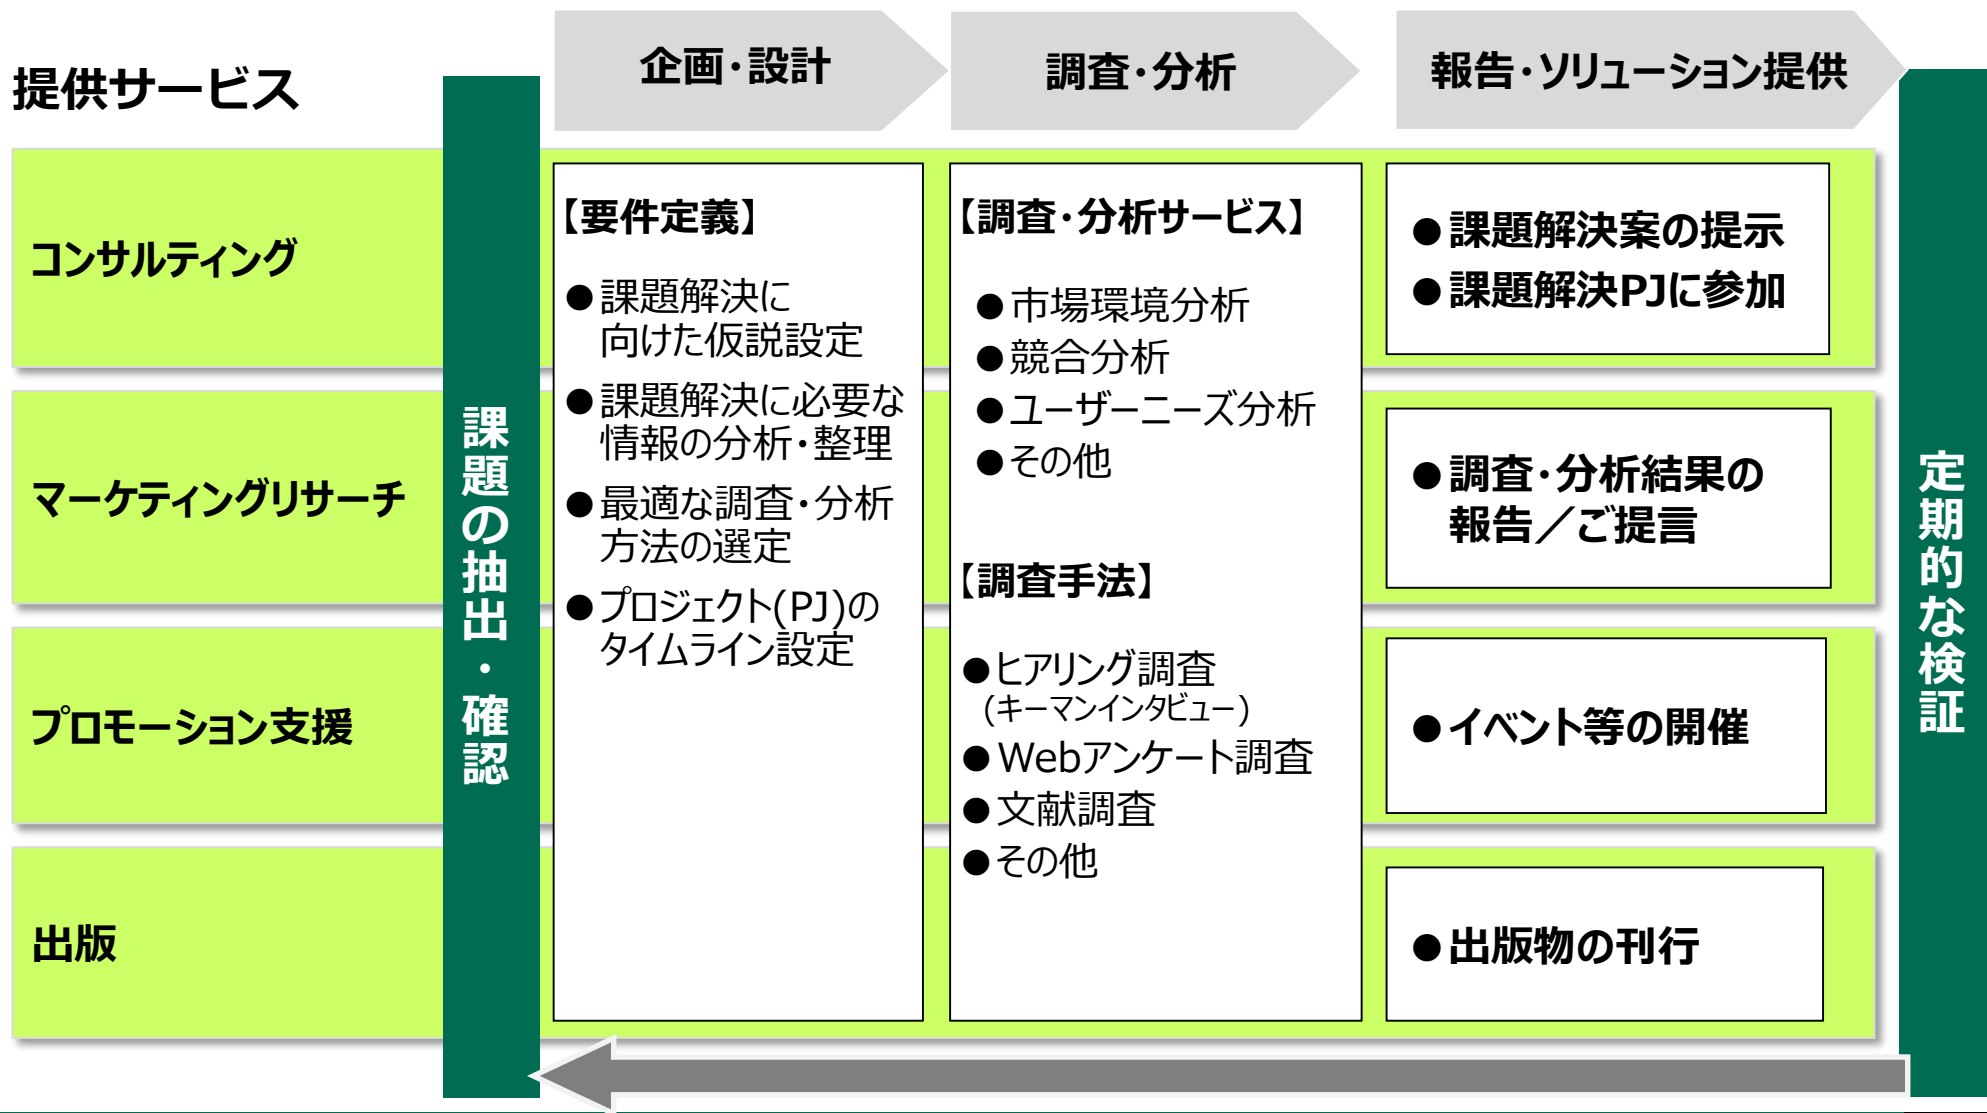 提供サービス
企画・設計
調査・分析
報告・ソリューション提供
コンサルティング
マーケティングリサーチ
プロモーション支援
出版
課題の抽出・確認
【要件定義】
●課題解決に
向けた仮説設定
●課題解決に必要な
情報の分析・整理
●最適な調査・分析
方法の選定
●プロジェクト(PJ)の
タイムライン設定
【調査・分析サービス】
●市場環境分析
●競合分析
●ユーザーニーズ分析
●その他
【調査手法】
●ヒアリング調査
(キーマンインタビュー)
●Webアンケート調査
●文献調査
●その他
●課題解決案の提示
●課題解決PJに参加
●調査・分析結果の
報告／ご提言
●イベント等の開催
●出版物の刊行
定期的な検証